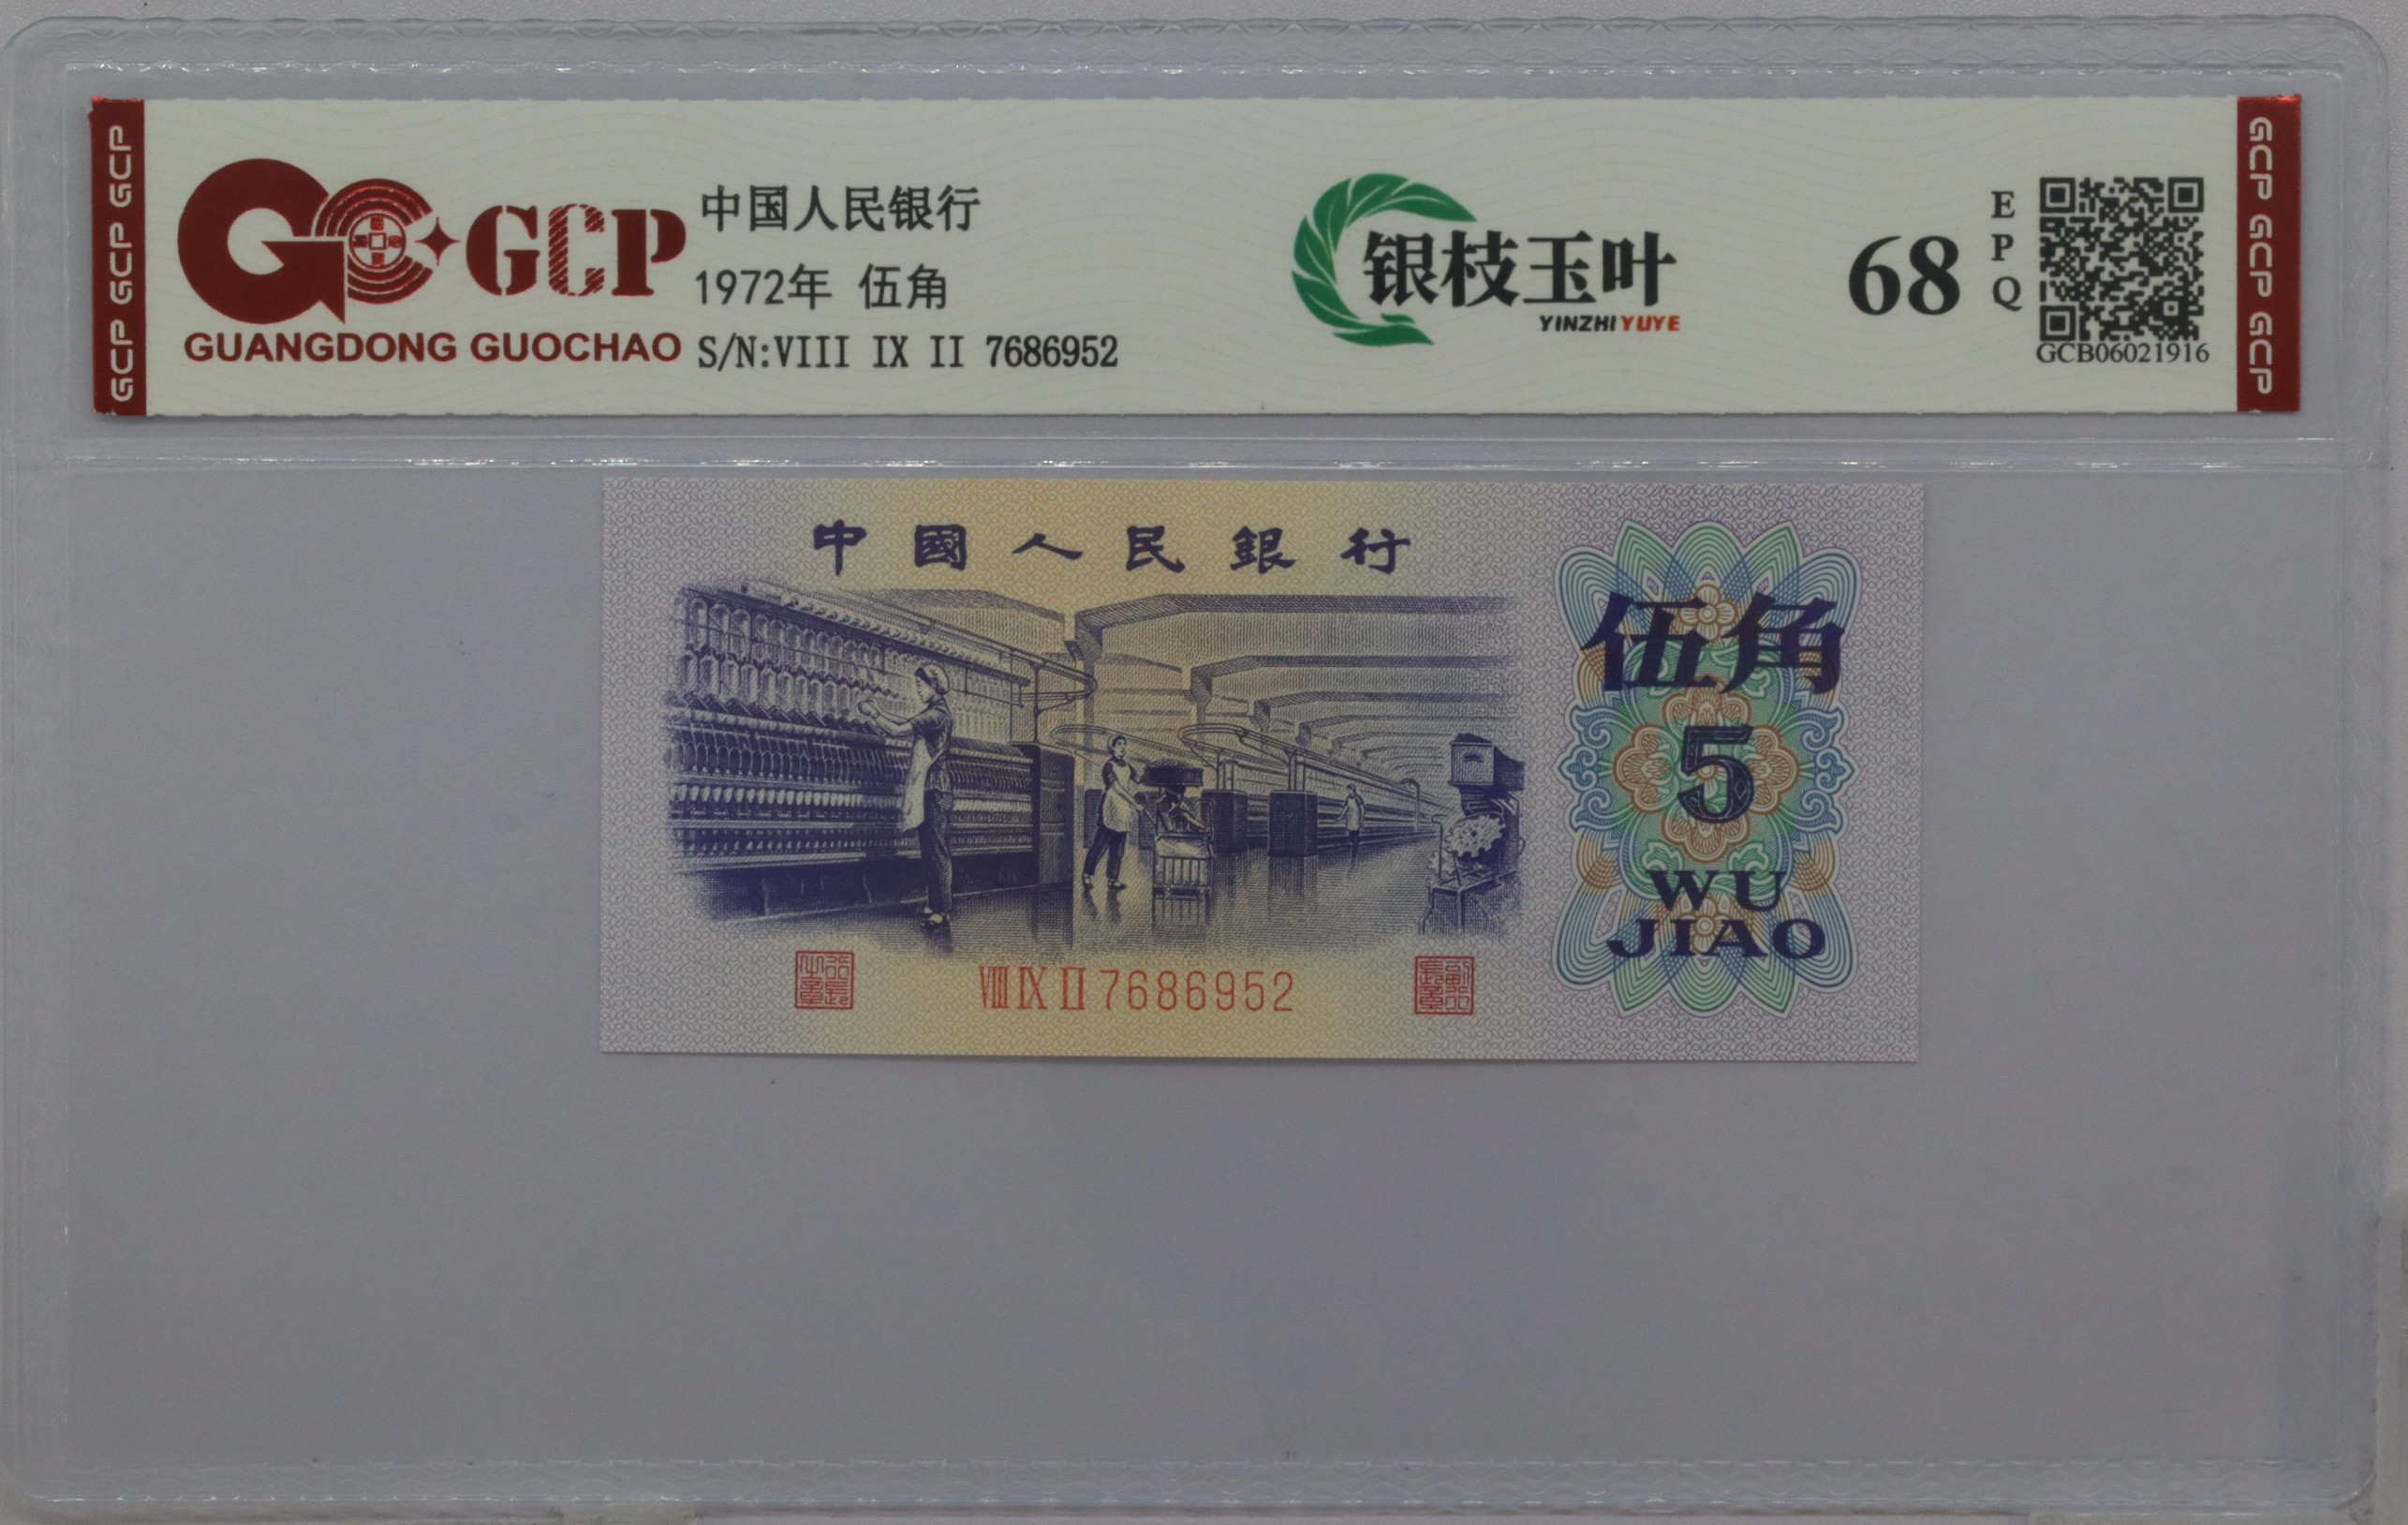 GCP GCP GCP
GCP
GUANGDONG GUOCHAO
中国人民银行
1972年 伍角
S/N:VIII IX II 7686952
银枝玉叶
YINZHI YUYE
68
E
P
Q
GCB06021916
GCP GCP GCP
中國人民銀行
伍角
5
WU
JIAO
VIII IX II 7686952